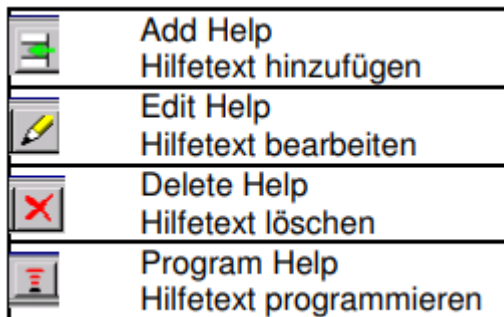 Add Help
Hilfetext hinzufügen
Edit Help
Hilfetext bearbeiten
Delete Help
Hilfetext löschen
Program Help
Hilfetext programmieren